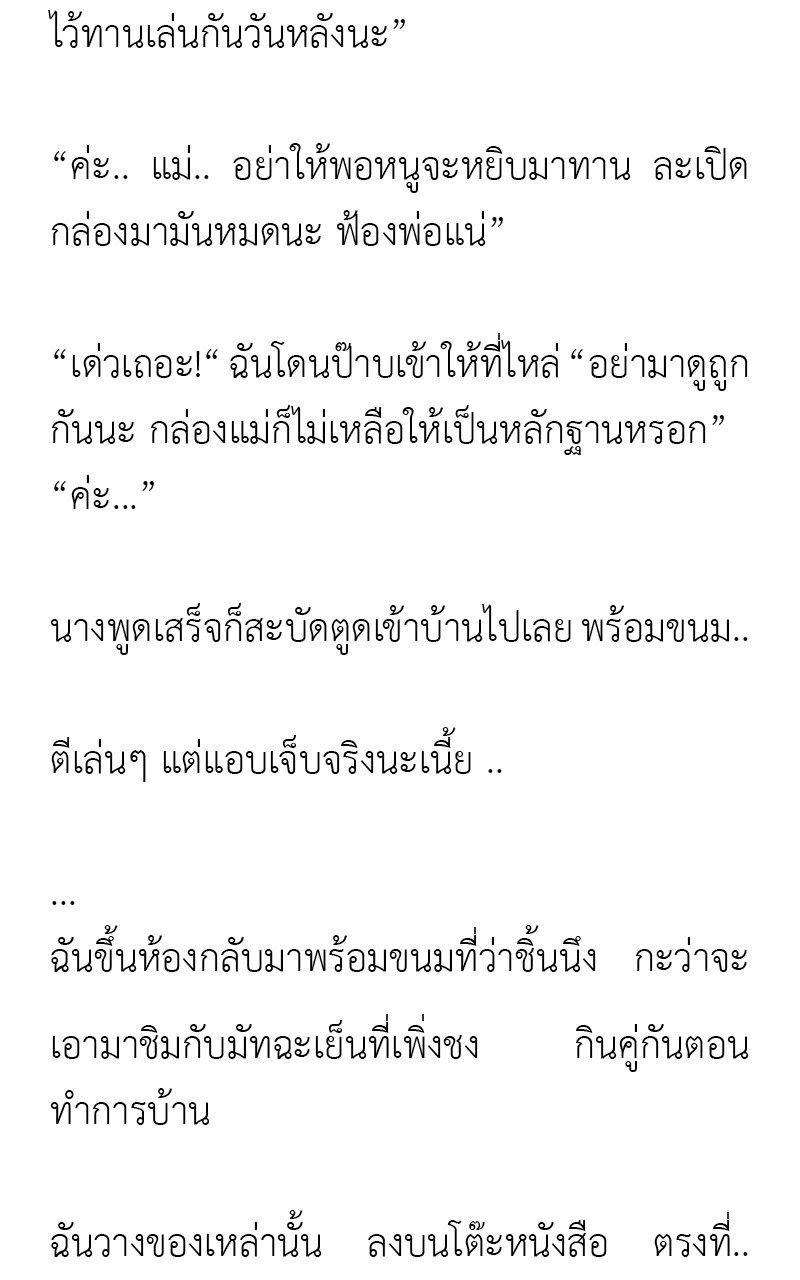 ไว้ทานเล่นกันวันหลังนะ”
“ค่ะ.. แม่.. อย่าให้พอหนูจะหยิบมาทาน ละเปิด
กล่องมามันหมดนะ ฟ้องพ่อแน่”
“เด่วเถอะ!“ ฉันโดนป๊าบเข้าให้ที่ไหล่ “อย่ามาดูถูก
กันนะ กล่องแม่ก็ไม่เหลือให้เป็นหลักฐานหรอก”
“ค่ะ...”
นางพูดเสร็จก็สะบัดตูดเข้าบ้านไปเลย พร้อมขนม..
ตีเล่นๆ แต่แอบเจ็บจริงนะเนี้ย ..
...
ฉันขึ้นห้องกลับมาพร้อมขนมที่ว่าชิ้นนึง กะว่าจะ
เอามาชิมกับมัทฉะเย็นที่เพิ่งชง กินคู่กันตอน
ทำการบ้าน
ฉันวางของเหล่านั้น ลงบนโต๊ะหนังสือ ตรงที่..